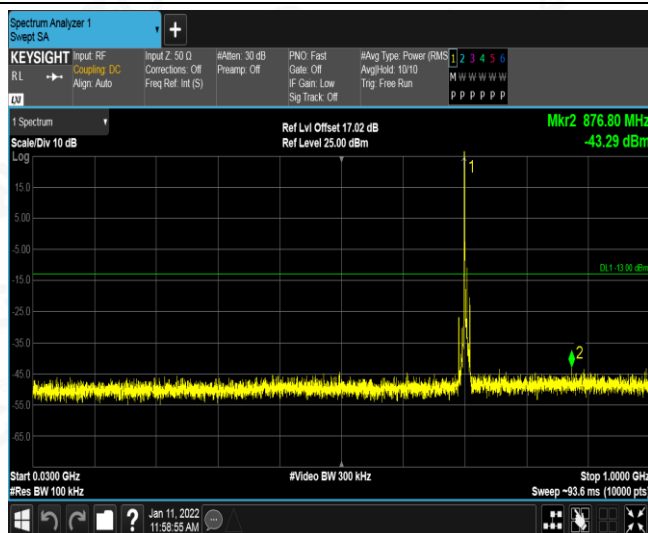 Spectrum Analyzer 1
Swept SA
+
KEYSIGHT
RL
LXI
Input: RF
Coupling: DC
Align: Auto
Input Z: 50 Ω
Corrections: Off
Freq Ref: Int (S)
#Atten: 30 dB
Preamp: Off
PNO: Fast
Gate: Off
IF Gain: Low
Sig Track: Off
#Avg Type: Power (RMS
Avg|Hold: 10/10
Trig: Free Run
1 2 3 4 5 6
M W W W W W
P P P P P P
1 Spectrum
Scale/Div 10 dB
Ref Lvl Offset 17.02 dB
Ref Level 25.00 dBm
Mkr2 876.80 MHz
-43.29 dBm
Log
1
15.0
5.00
-5.00
DL1 -13.00 dBm
-15.0
-25.0
-35.0
2
-45.0
-55.0
-65.0
Start 0.0300 GHz
#Res BW 100 kHz
#Video BW 300 kHz
Stop 1.0000 GHz
Sweep ~93.6 ms (10000 pts)
?
Jan 11, 2022
11:58:55 AM